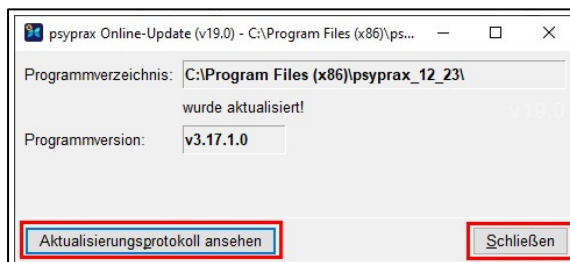 psyprax Online-Update (v19.0) - C:\Program Files (x86)\ps...
Programmverzeichnis: C:\Program Files (x86)\psyprax_12_23\
wurde aktualisiert!
v19.0
Programmversion: v3.17.1.0
Aktualisierungsprotokoll ansehen Schließen